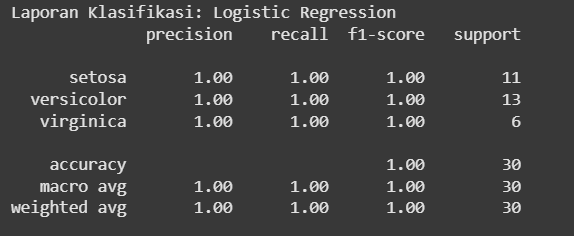 Laporan Klasifikasi: Logistic Regression
precision recall f1-score support
setosa 1.00 1.00 1.00 11
versicolor 1.00 1.00 1.00 13
virginica 1.00 1.00 1.00 6
accuracy 1.00 30
macro avg 1.00 1.00 1.00 30
weighted avg 1.00 1.00 1.00 30